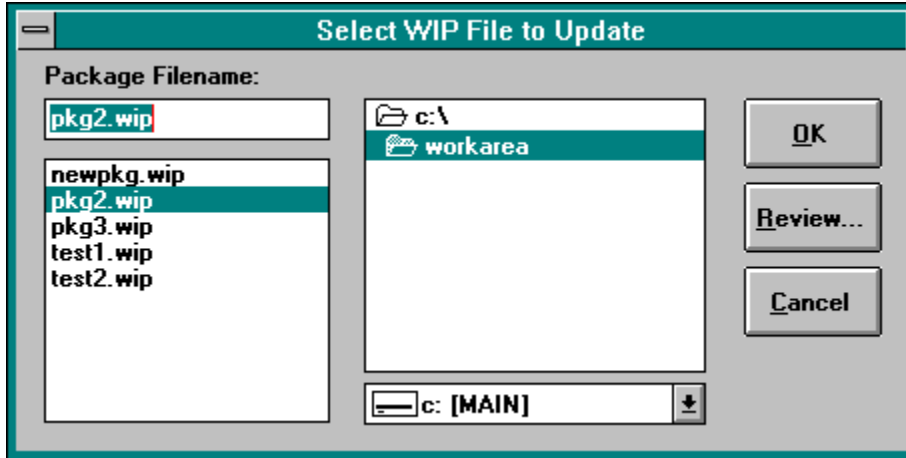 Select WIP File to Update
Package Filename:
pkg2.wip
newpkg.wip
pkg2.wip
pkg3.wip
test1.wip
test2.wip
c:\
workarea
c: [MAIN]
OK
Review...
Cancel